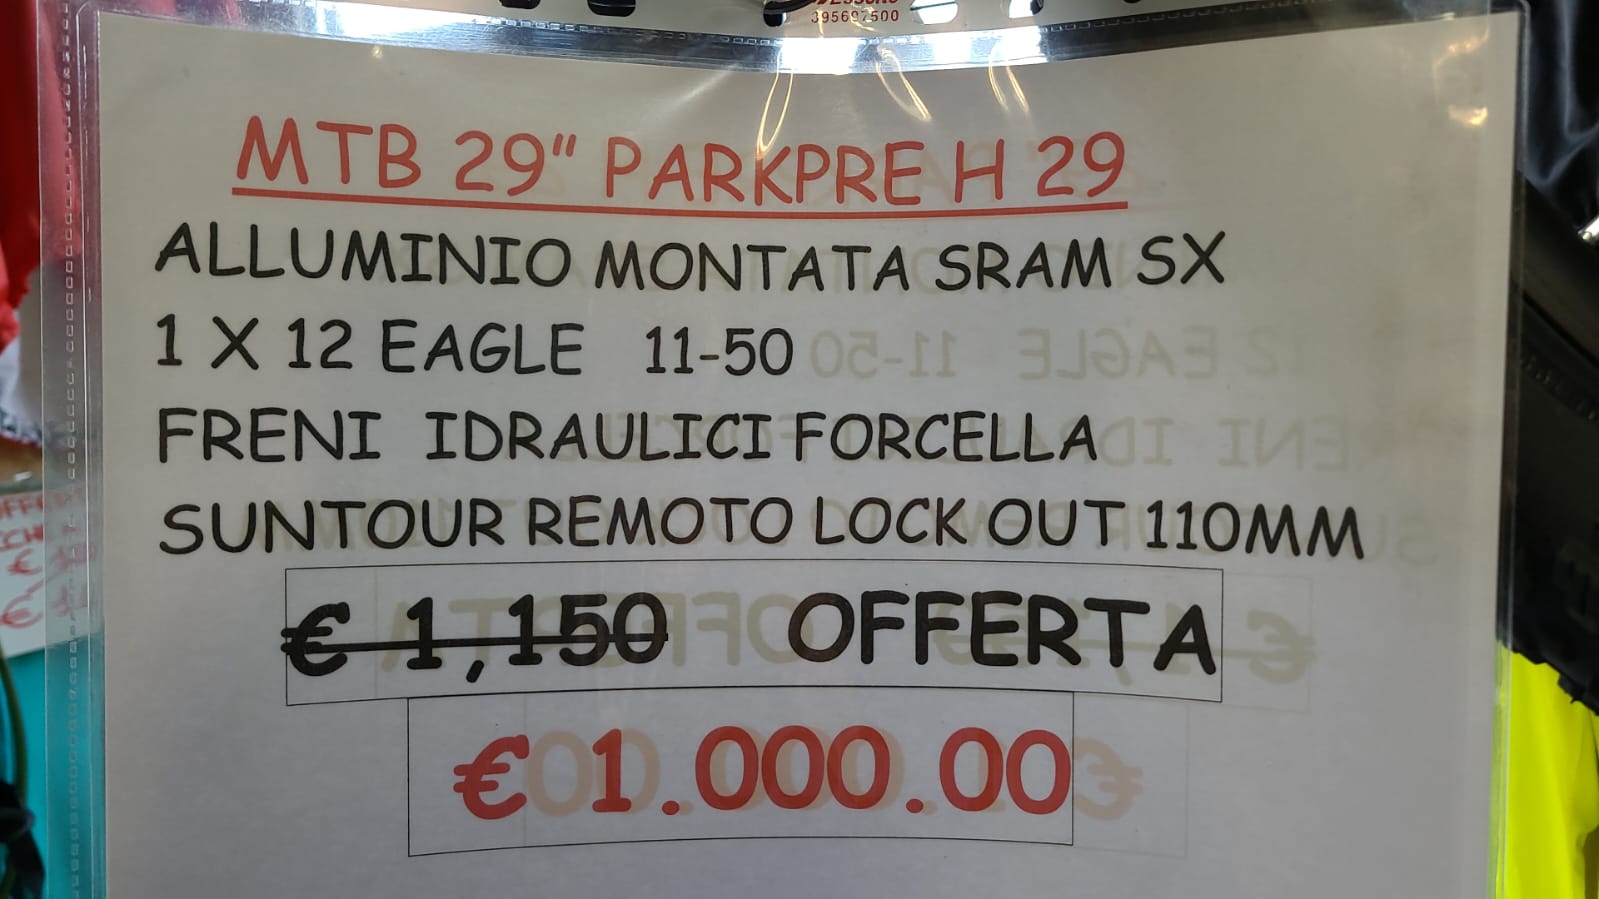 395697500
MTB 29" PARKPRE H 29
ALLUMINIO MONTATA SRAM SX
1 X 12 EAGLE 11-50
FRENI IDRAULICI FORCELLA
SUNTOUR REMOTO LOCK OUT 110MM
€ 1,150 OFFERTA
€1.000.00